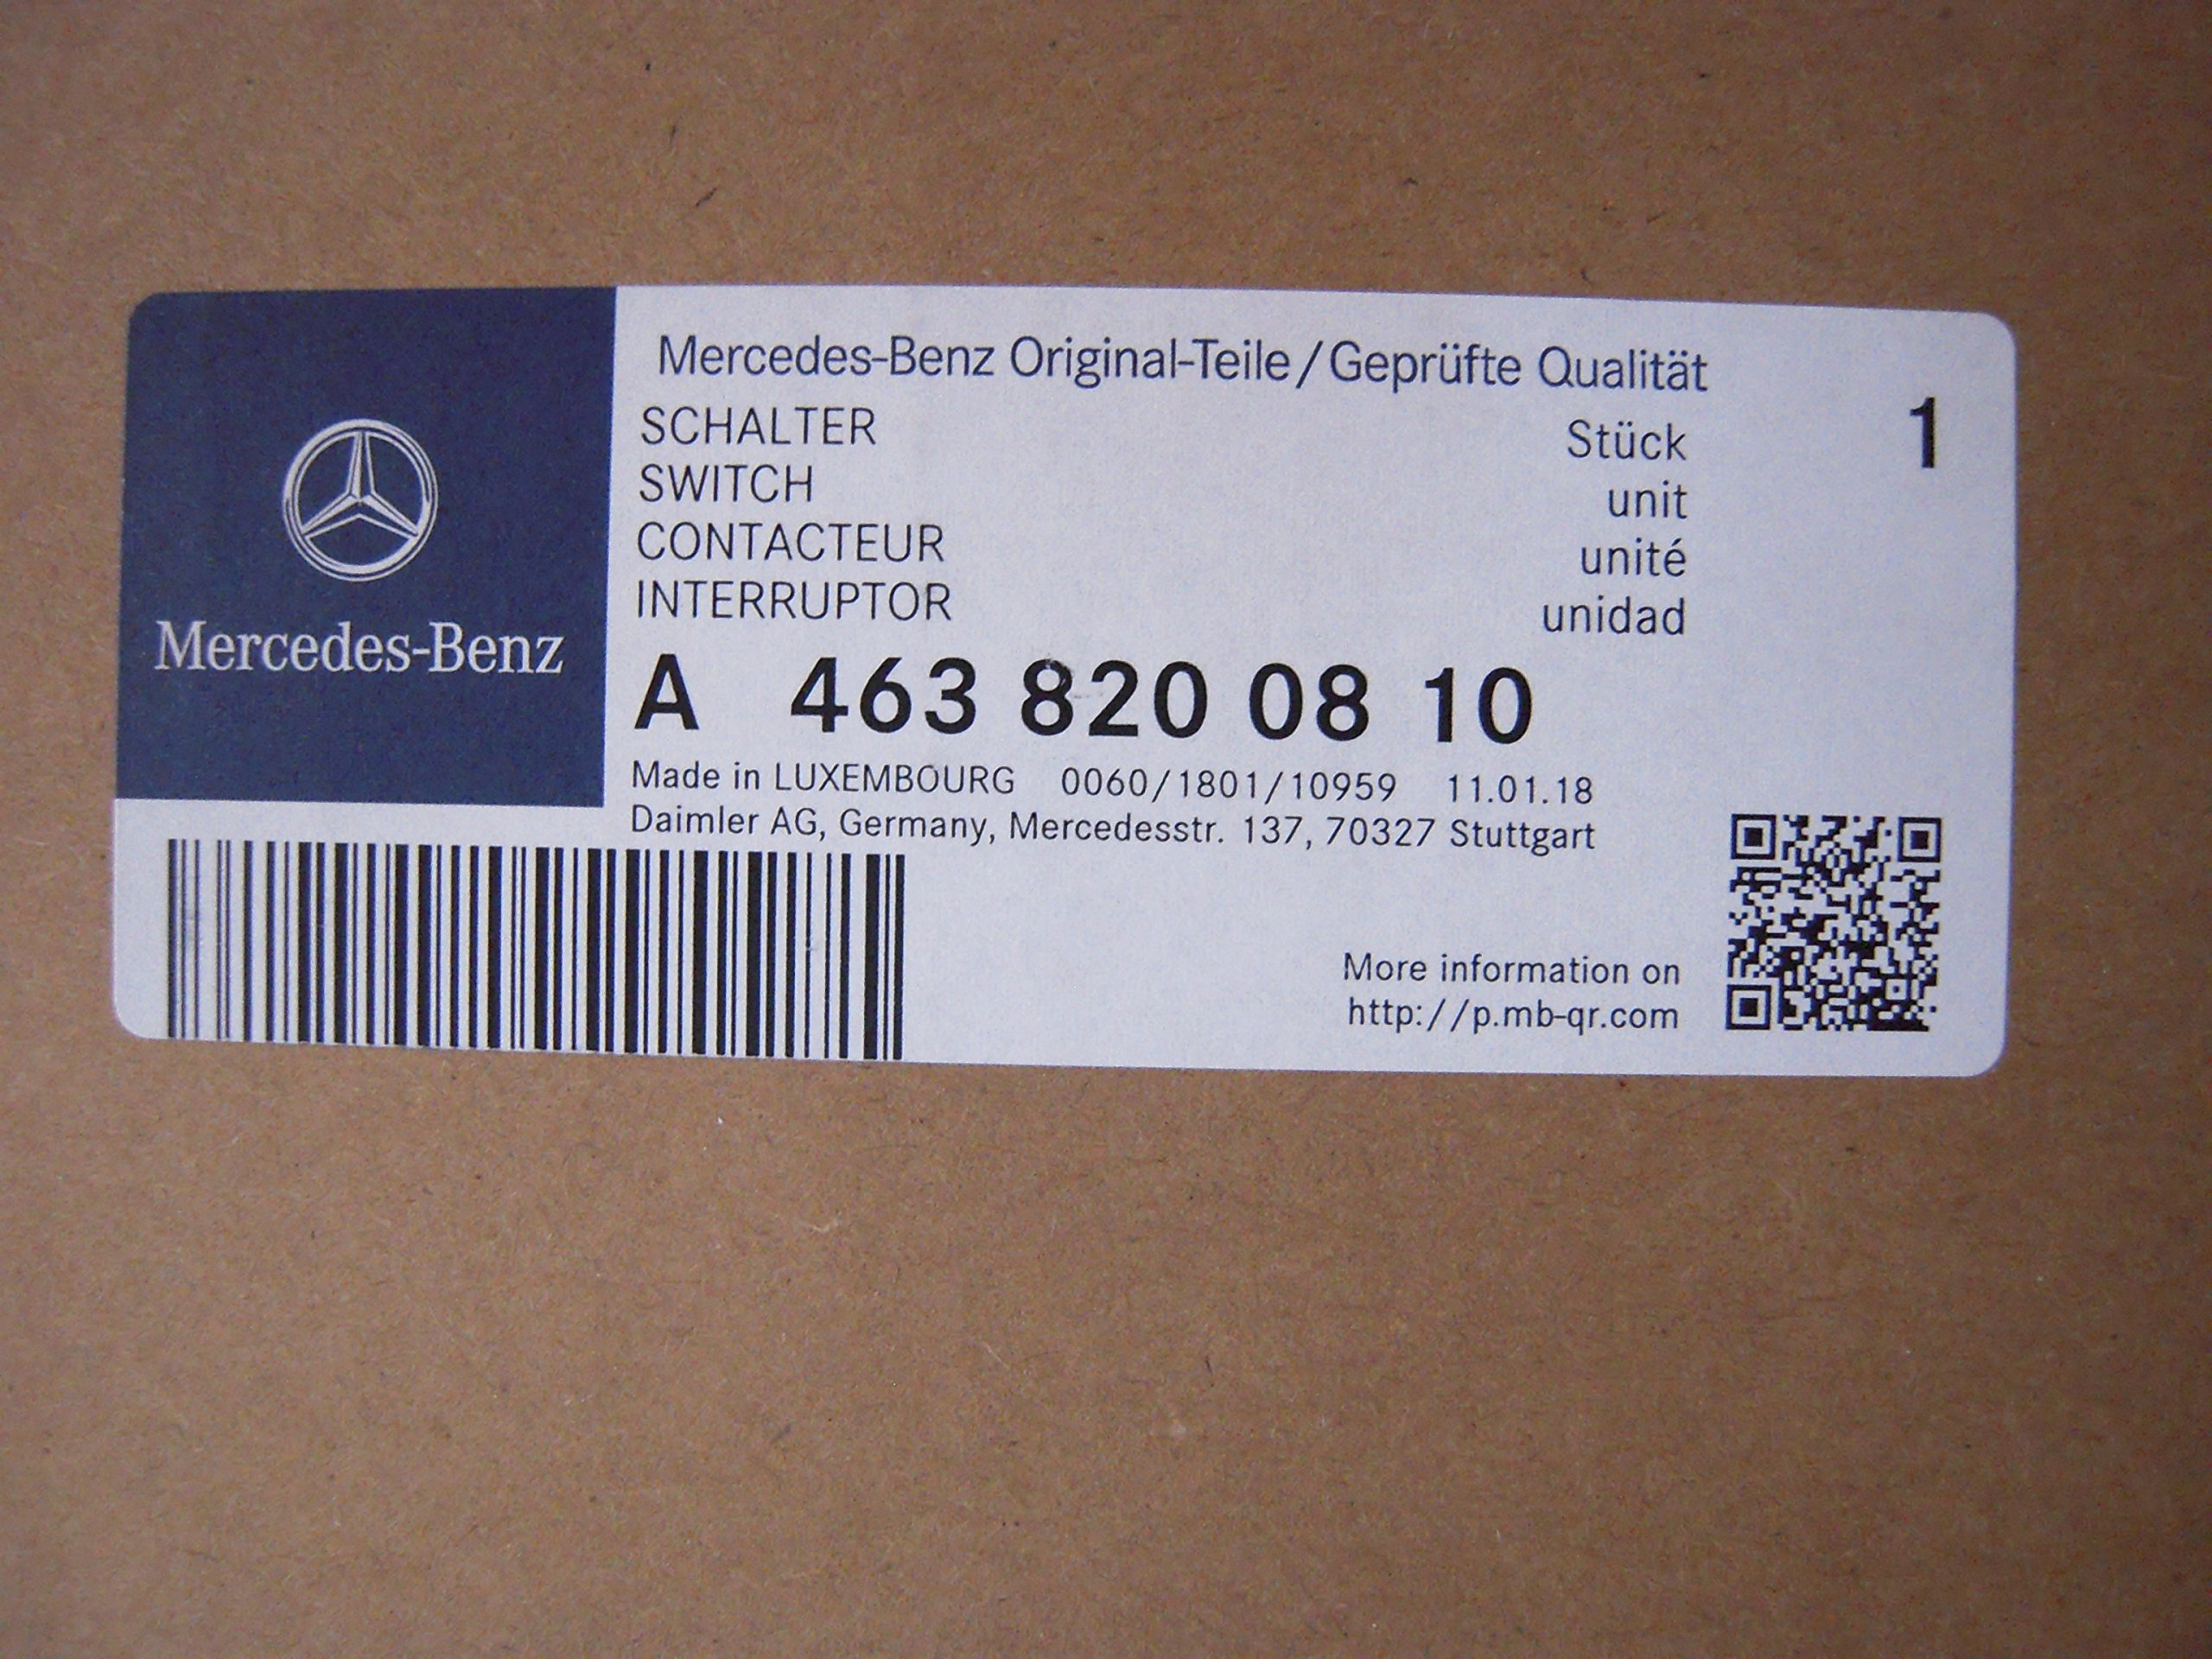 Mercedes-Benz
Mercedes-Benz Original-Teile/Geprüfte Qualität
SCHALTER Stück 1
SWITCH unit
CONTACTEUR unité
INTERRUPTOR unidad
A 463 820 08 10
Made in LUXEMBOURG 0060/1801/10959 11.01.18
Daimler AG, Germany, Mercedesstr. 137, 70327 Stuttgart
More information on
http://p.mb-qr.com